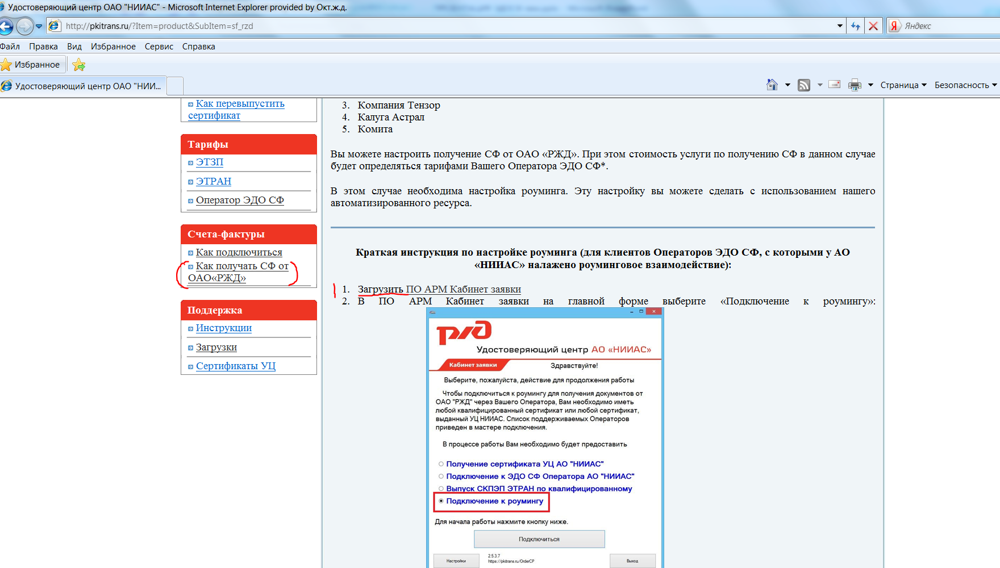 Удостоверяющий центр ОАО "НИИАС" - Microsoft Internet Explorer provided by Окт.ж.д.
http://pkitrans.ru/?Item=product&SubItem=sf_rzd
Яндекс
Файл Правка Вид Избранное Сервис Справка
Избранное
Удостоверяющий центр ОАО "НИИ...
Страница Безопасность
Как перевыпустить
сертификат
Тарифы
ЭТЗП
ЭТРАН
Оператор ЭДО СФ
Счета-фактуры
Как подключиться
Как получать СФ от
ОАО«РЖД»
Поддержка
Инструкции
Загрузки
Сертификаты УЦ
3. Компания Тензор
4. Калуга Астрал
5. Комита
Вы можете настроить получение СФ от ОАО «РЖД». При этом стоимость услуги по получению СФ в данном случае
будет определяться тарифами Вашего Оператора ЭДО СФ*.
В этом случае необходима настройка роуминга. Эту настройку вы можете сделать с использованием нашего
автоматизированного ресурса.
Краткая инструкция по настройке роуминга (для клиентов Операторов ЭДО СФ, с которыми у АО
«НИИАС» налажено роуминговое взаимодействие):
1. Загрузить ПО АРМ Кабинет заявки
2. В ПО АРМ Кабинет заявки на главной форме выберите «Подключение к роумингу»:
ржд
Удостоверяющий центр АО «НИИАС»
Кабинет заявки
Здравствуйте!
Выберите, пожалуйста, действие для продолжения работы
Чтобы подключиться к роумингу для получения документов от
ОАО "РЖД" через Вашего Оператора, Вам необходимо иметь
любой квалифицированный сертификат или любой сертификат,
выданный УЦ НИИАС. Список поддерживаемых Операторов
приведен в мастере подключения.
В процессе работы Вам необходимо будет предоставить
Получение сертификата УЦ АО "НИИАС"
Подключение к ЭДО СФ Оператора АО "НИИАС"
Выпуск СКПЭП ЭТРАН по квалифицированному
Подключение к роумингу
Для начала работы нажмите кнопку ниже.
Подключиться
Настройки
2.5.3.7
https://pkitrans.ru/OrderCP
Выход